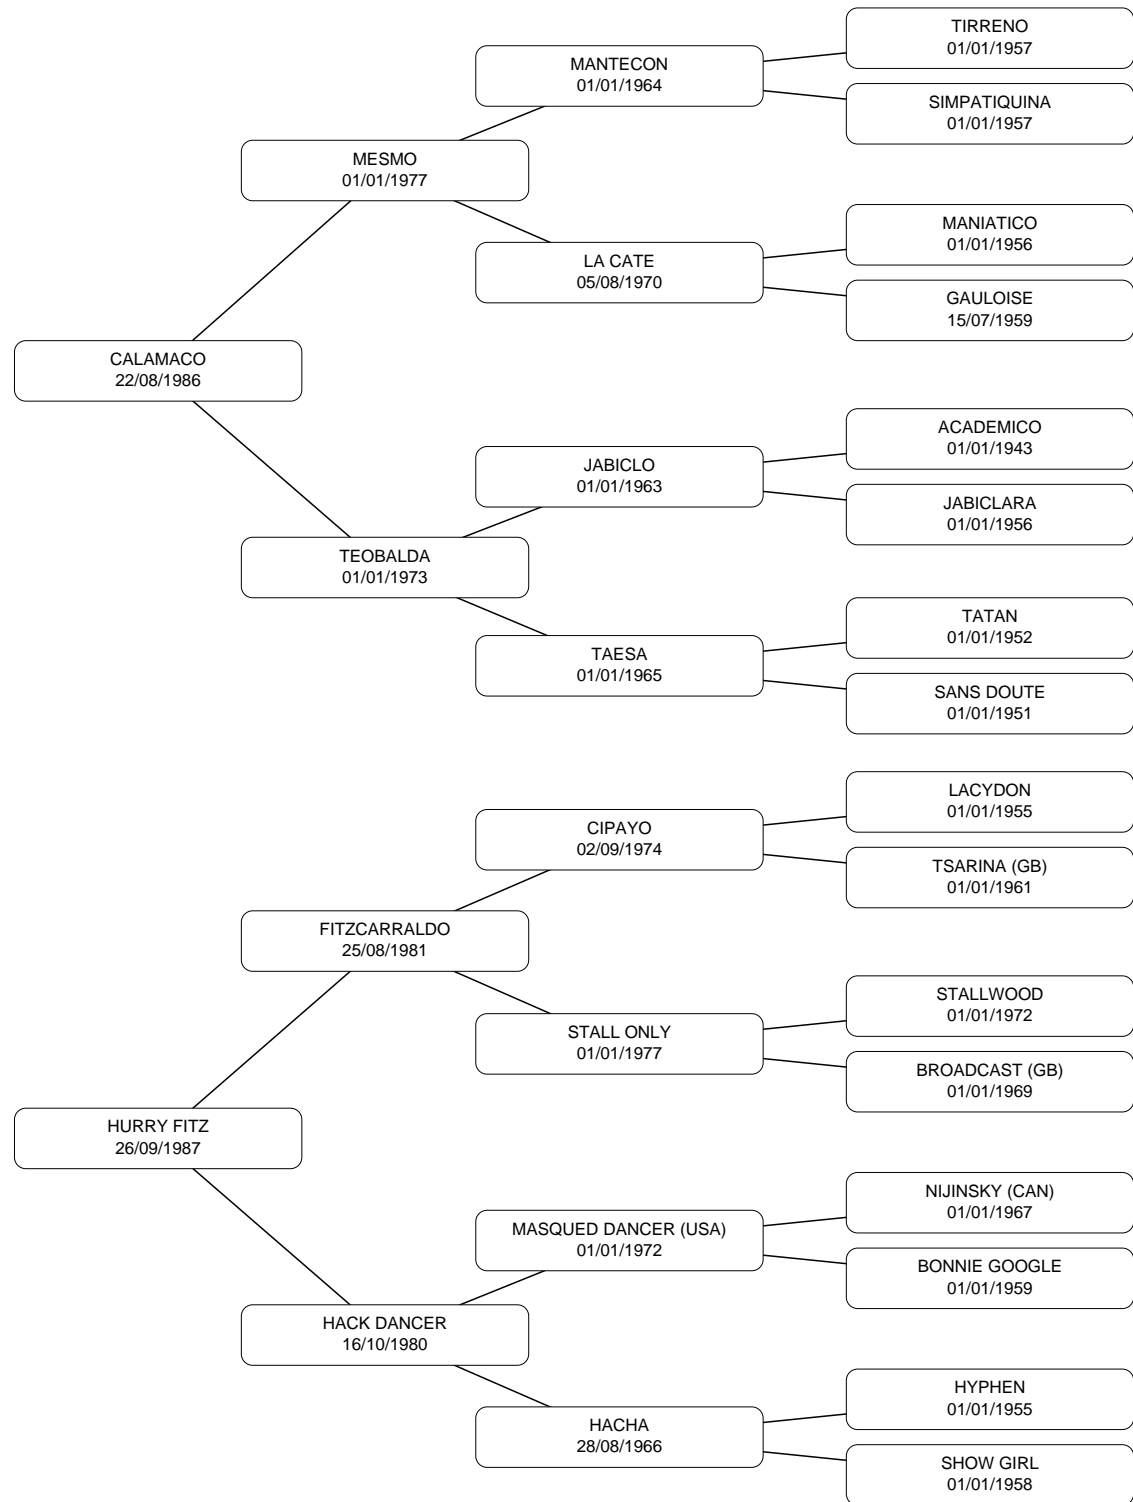 TIRRENO
01/01/1957
MANTECON
01/01/1964
SIMPATIQUINA
01/01/1957
MESMO
01/01/1977
MANIATICO
01/01/1956
LA CATE
05/08/1970
GAULOISE
15/07/1959
CALAMACO
22/08/1986
ACADEMICO
01/01/1943
JABICLO
01/01/1963
JABICLARA
01/01/1956
TEOBALDA
01/01/1973
TATAN
01/01/1952
TAESA
01/01/1965
SANS DOUTE
01/01/1951
LACYDON
01/01/1955
CIPAYO
02/09/1974
TSARINA (GB)
01/01/1961
FITZCARRALDO
25/08/1981
STALLWOOD
01/01/1972
STALL ONLY
01/01/1977
BROADCAST (GB)
01/01/1969
HURRY FITZ
26/09/1987
NIJINSKY (CAN)
01/01/1967
MASQUED DANCER (USA)
01/01/1972
BONNIE GOOGLE
01/01/1959
HACK DANCER
16/10/1980
HYPHEN
01/01/1955
HACHA
28/08/1966
SHOW GIRL
01/01/1958